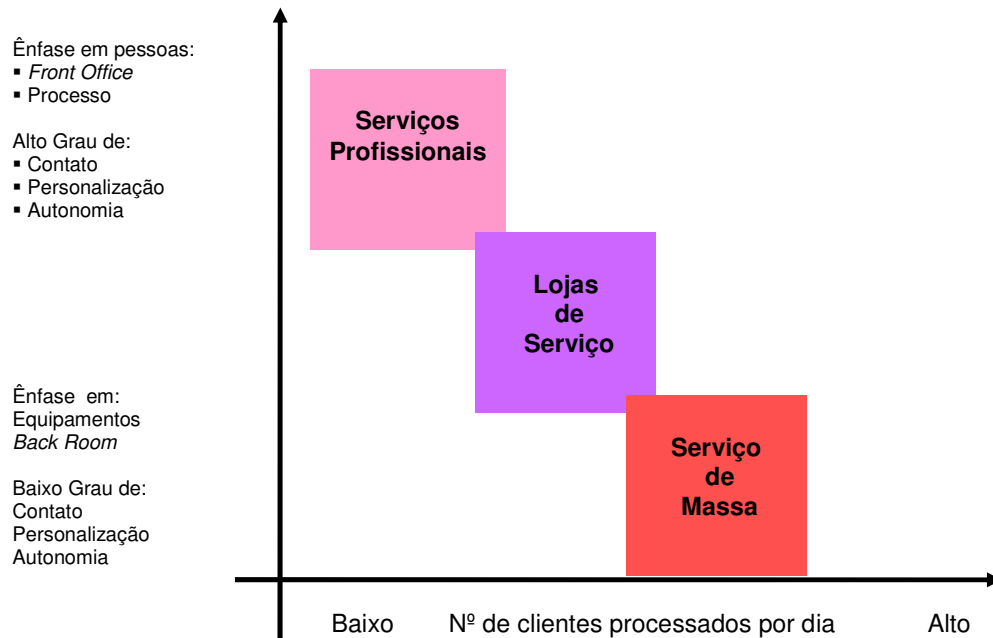 Ênfase em pessoas:
▪ Front Office
▪ Processo
Alto Grau de:
▪ Contato
▪ Personalização
▪ Autonomia
Serviços
Profissionais
Lojas
de
Serviço
Ênfase em:
Equipamentos
Back Room
Baixo Grau de:
Contato
Personalização
Autonomia
Serviço
de
Massa
Baixo Nº de clientes processados por dia Alto